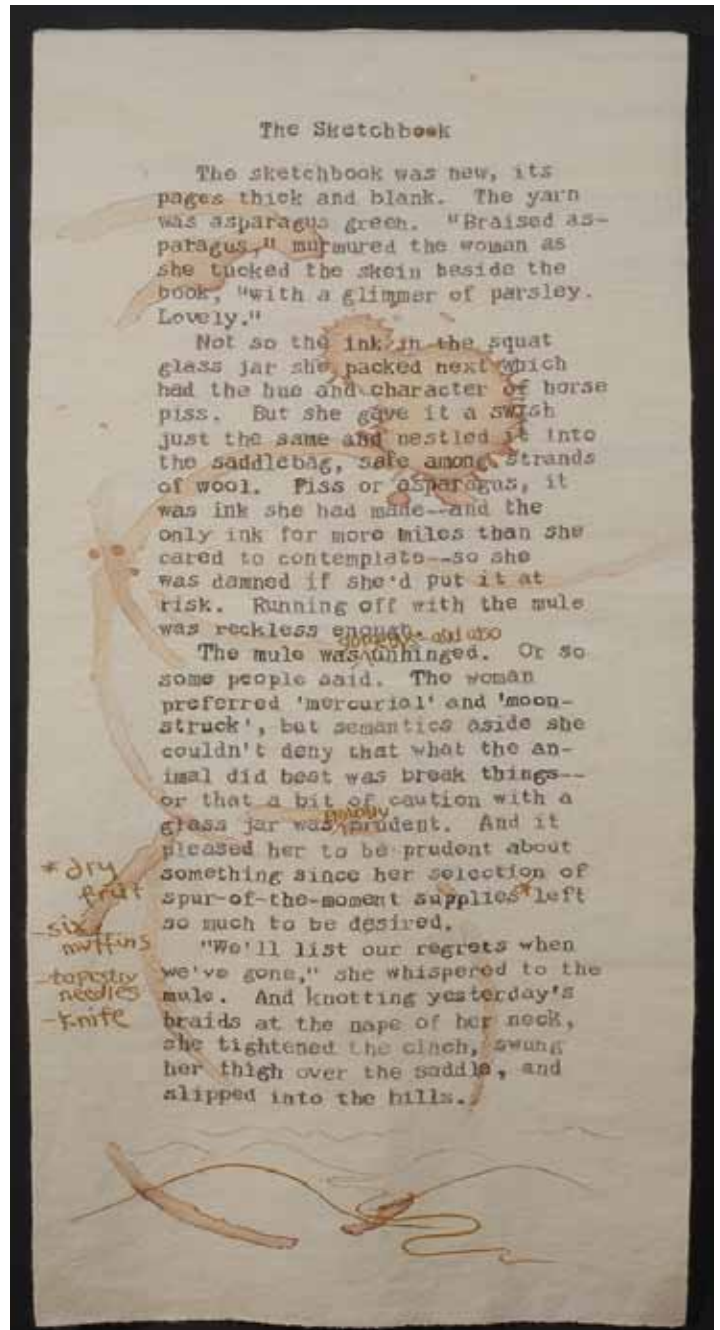 The Sketchbook
The sketchbook was new, its
pages thick and blank. The yarn
was asparagus green. "Braised as-
paragus," murmured the woman as
she tucked the skein beside the
book, "with a glimmer of parsley.
Lovely."
Not so the ink in the squat
glass jar she packed next which
had the hue and character of horse
piss. But she gave it a swish
just the same and nestled it into
the saddlebag, safe among strands
of wool. Piss or asparagus, it
was ink she had made--and the
only ink for more miles than she
cared to contemplate--so she
was damned if she'd put it at
risk. Running off with the mule
was reckless enough.
The mule was unhinged. Or so
some people said. The woman
preferred 'mercurial' and 'moon-
struck', but semantics aside she
couldn't deny that what the an-
imal did best was break things--
or that a bit of caution with a
glass jar was prudent. And it
pleased her to be prudent about
something since her selection of
spur-of-the-moment supplies* left
so much to be desired.
* dry
fruit
-six
muffins
-tapestry
needles
-knife
"We'll list our regrets when
we've gone," she whispered to the
mule. And knotting yesterday's
braids at the nape of her neck,
she tightened the cinch, swung
her thigh over the saddle, and
slipped into the hills.